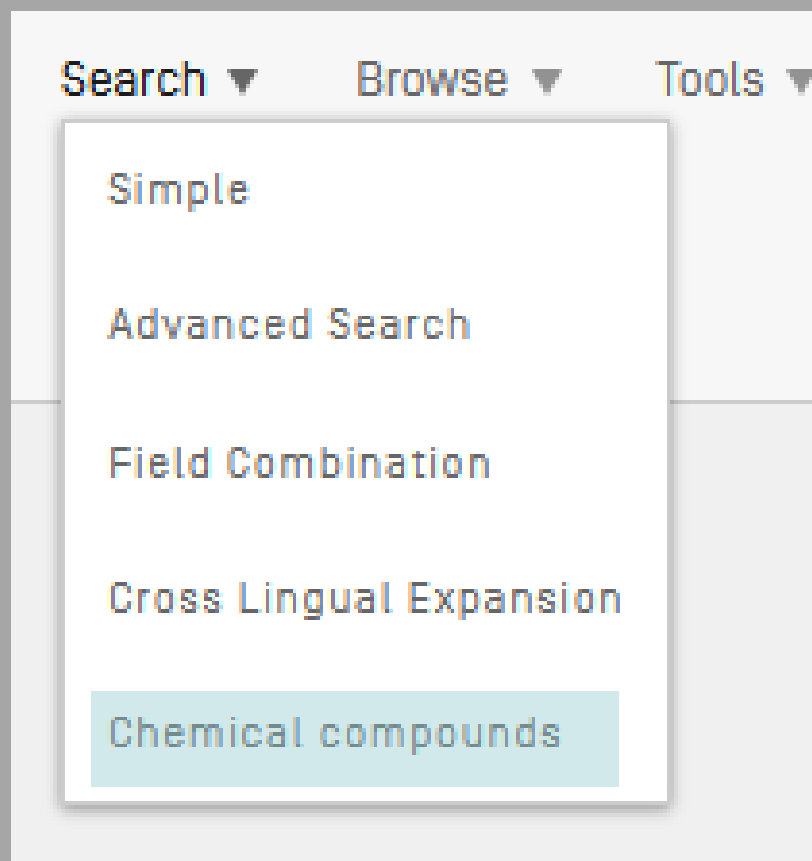 Search ▼ Browse ▼ Tools ▼
Simple
Advanced Search
Field Combination
Cross Lingual Expansion
Chemical compounds